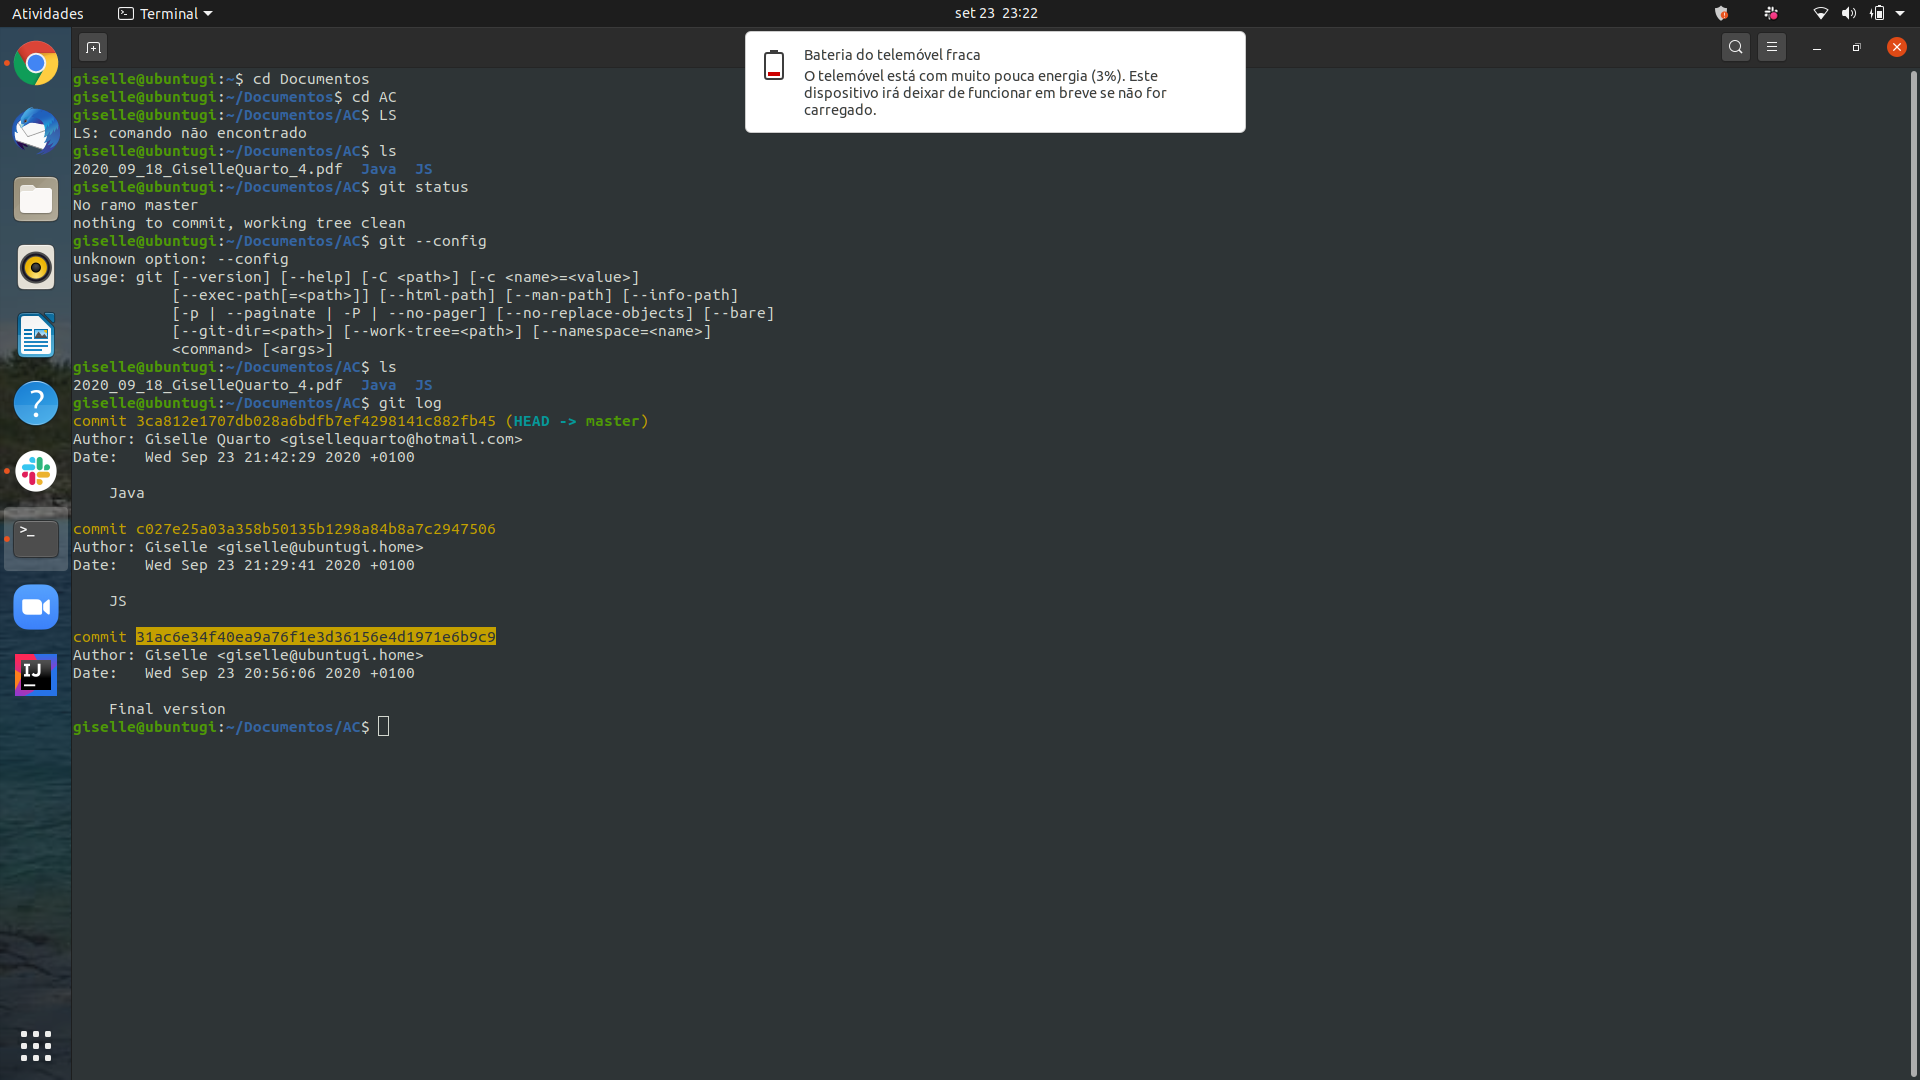 Atividades
Terminal
set 23 23:22
Bateria do telemóvel fraca
O telemóvel está com muito pouca energia (3%). Este
dispositivo irá deixar de funcionar em breve se não for
carregado.
giselle@ubuntugi:~$ cd Documentos
giselle@ubuntugi:~/Documentos$ cd AC
giselle@ubuntugi:~/Documentos/AC$ LS
LS: comando não encontrado
giselle@ubuntugi:~/Documentos/AC$ ls
2020_09_18_GiselleQuarto_4.pdf  Java  JS
giselle@ubuntugi:~/Documentos/AC$ git status
No ramo master
nothing to commit, working tree clean
giselle@ubuntugi:~/Documentos/AC$ git --config
unknown option: --config
usage: git [--version] [--help] [-C <path>] [-c <name>=<value>]
           [--exec-path[=<path>]] [--html-path] [--man-path] [--info-path]
           [-p | --paginate | -P | --no-pager] [--no-replace-objects] [--bare]
           [--git-dir=<path>] [--work-tree=<path>] [--namespace=<name>]
           <command> [<args>]
giselle@ubuntugi:~/Documentos/AC$ ls
2020_09_18_GiselleQuarto_4.pdf  Java  JS
giselle@ubuntugi:~/Documentos/AC$ git log
commit 3ca812e1707db028a6bdfb7ef4298141c882fb45 (HEAD -> master)
Author: Giselle Quarto <gisellequarto@hotmail.com>
Date:   Wed Sep 23 21:42:29 2020 +0100
    Java
commit c027e25a03a358b50135b1298a84b8a7c2947506
Author: Giselle <giselle@ubuntugi.home>
Date:   Wed Sep 23 21:29:41 2020 +0100
    JS
commit 31ac6e34f40ea9a76f1e3d36156e4d1971e6b9c9
Author: Giselle <giselle@ubuntugi.home>
Date:   Wed Sep 23 20:56:06 2020 +0100
    Final version
giselle@ubuntugi:~/Documentos/AC$
>_
IJ